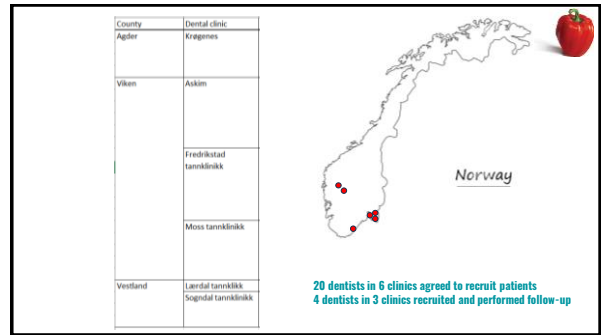 County Dental clinic
Agder Krøgenes
Viken Askim
Fredrikstad
tannklinikk
Moss tannklinikk
Vestland Lærdal tannklikk
Sogndal tannklinikk
Norway
20 dentists in 6 clinics agreed to recruit patients
4 dentists in 3 clinics recruited and performed follow-up